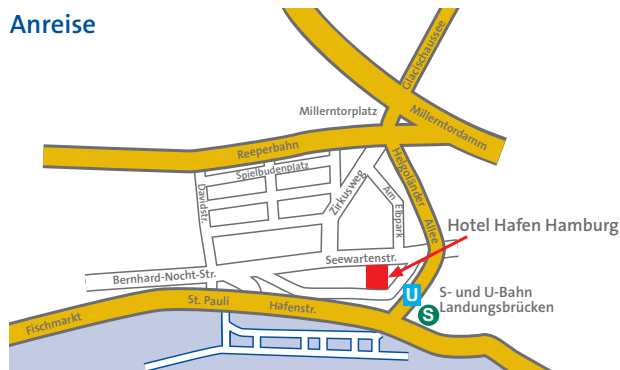 Anreise
Glacischaussee
Millerntorplatz
Millerntordamm
Reeperbahn
Spielbudenplatz
Helgoländer
Allee
Davidstr.
Zirkusweg
Am
Elbpark
Hotel Hafen Hamburg
Seewartenstr.
Bernhard-Nocht-Str.
U
S- und U-Bahn
Landungsbrücken
S
St. Pauli
Hafenstr.
Fischmarkt